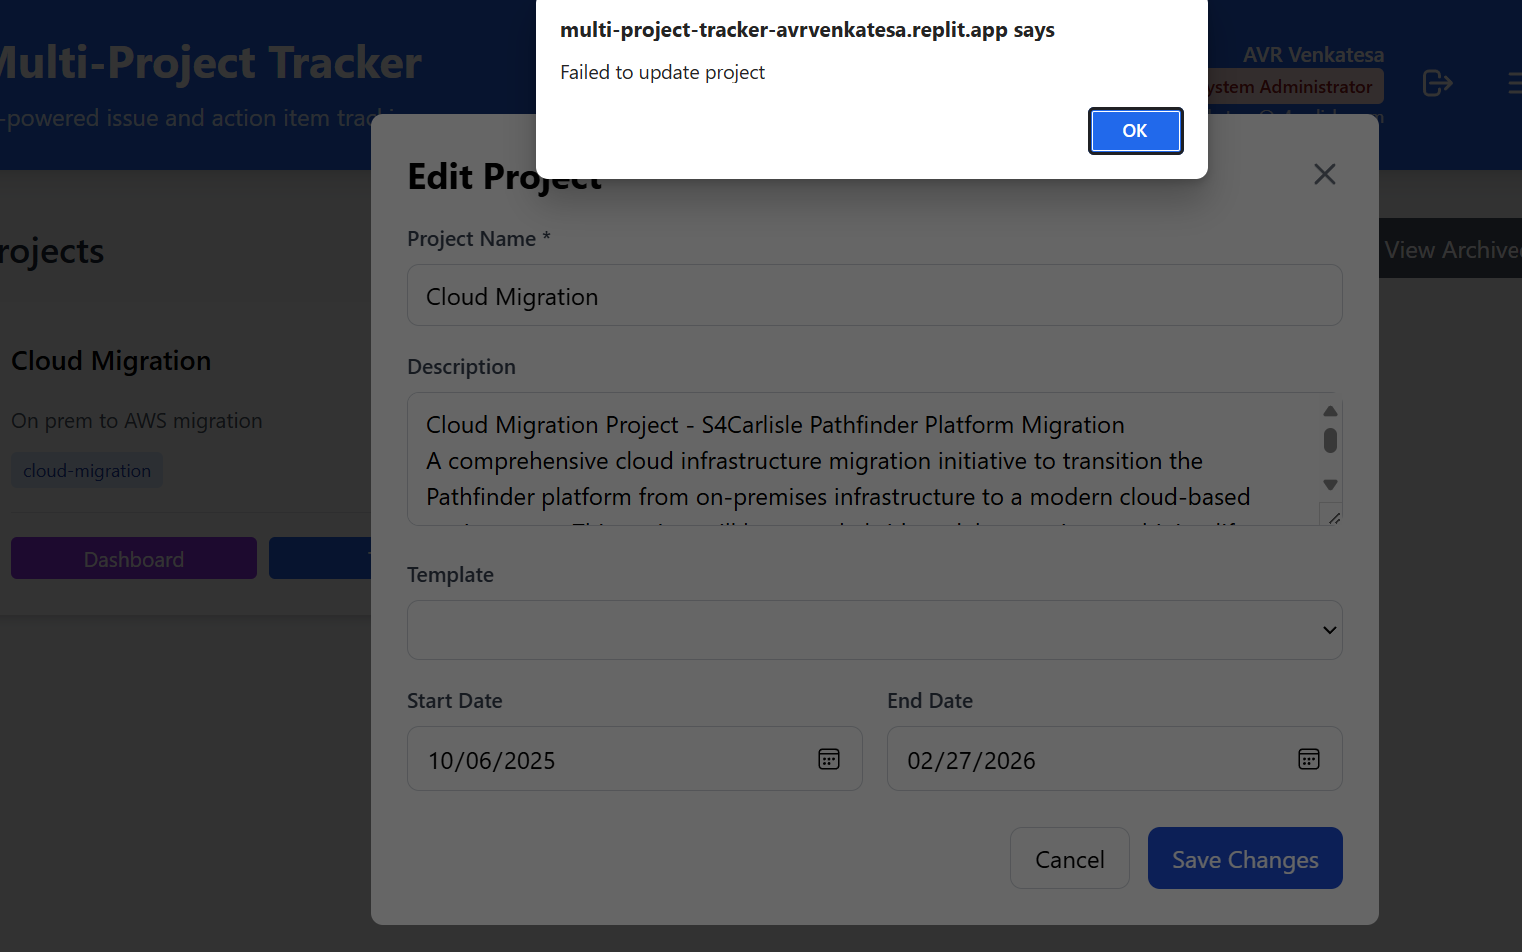 multi-project-tracker-avrvenkatesa.replit.app says
Failed to update project
OK
Multi-Project Tracker
-powered issue and action item
AVR Venkatesa
ystem Administrator
Edit Project
rojects
View Archive
Project Name *
Cloud Migration
Description
Cloud Migration Project - S4Carlisle Pathfinder Platform Migration
A comprehensive cloud infrastructure migration initiative to transition the
Pathfinder platform from on-premises infrastructure to a modern cloud-based
Cloud Migration
On prem to AWS migration
cloud-migration
Dashboard
Template
Start Date
End Date
10/06/2025
02/27/2026
Cancel
Save Changes